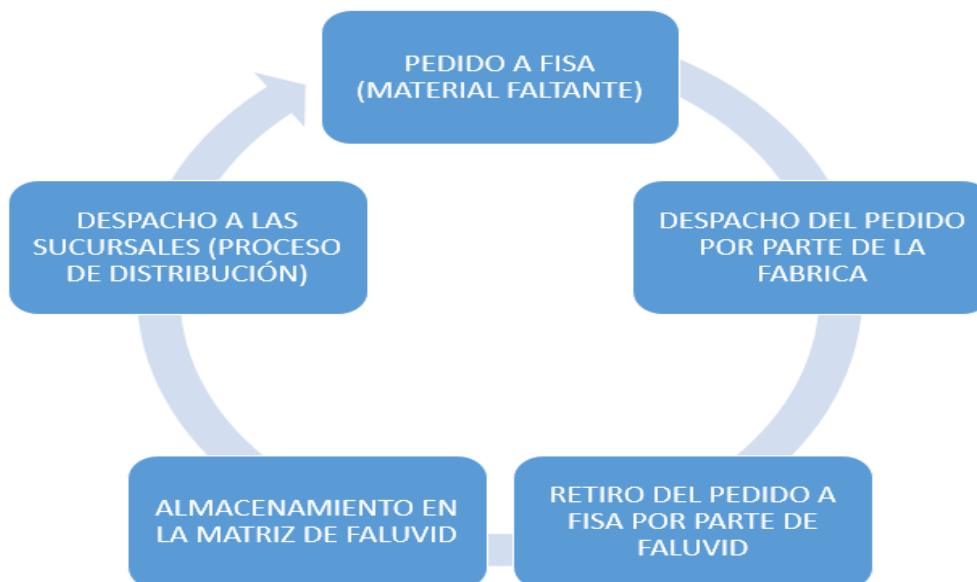 PEDIDO A FISA
(MATERIAL FALTANTE)
DESPACHO DEL PEDIDO
POR PARTE DE LA
FABRICA
RETIRO DEL PEDIDO A
FISA POR PARTE DE
FALUVID
ALMACENAMIENTO EN
LA MATRIZ DE FALUVID
DESPACHO A LAS
SUCURSALES (PROCESO
DE DISTRIBUCIÓN)